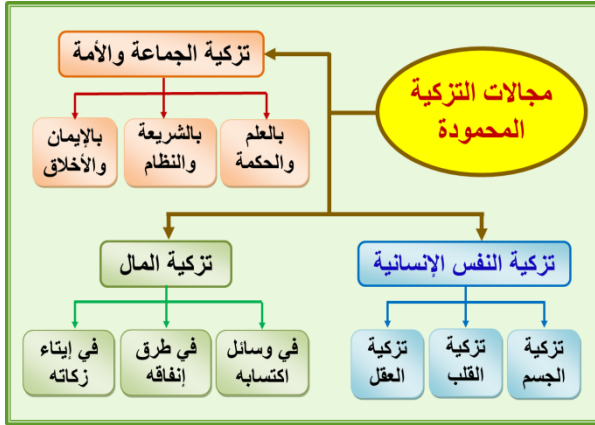 مجالات التزكية
المحمودة
تزكية الجماعة والأمة
بالعلم
والحكمة
بالشريعة
والنظام
بالإيمان
والأخلاق
تزكية النفس الإنسانية
تزكية
الجسم
تزكية
القلب
تزكية
العقل
تزكية المال
في وسائل
اكتسابه
في طرق
إنفاقه
في إيتاء
زكاته